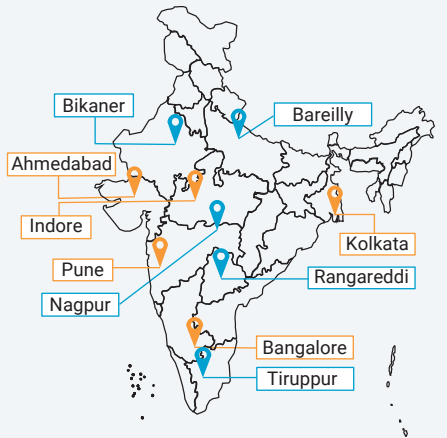 Bikaner
Bareilly
Ahmedabad
Indore
Kolkata
Pune
Rangareddi
Nagpur
Bangalore
Tiruppur